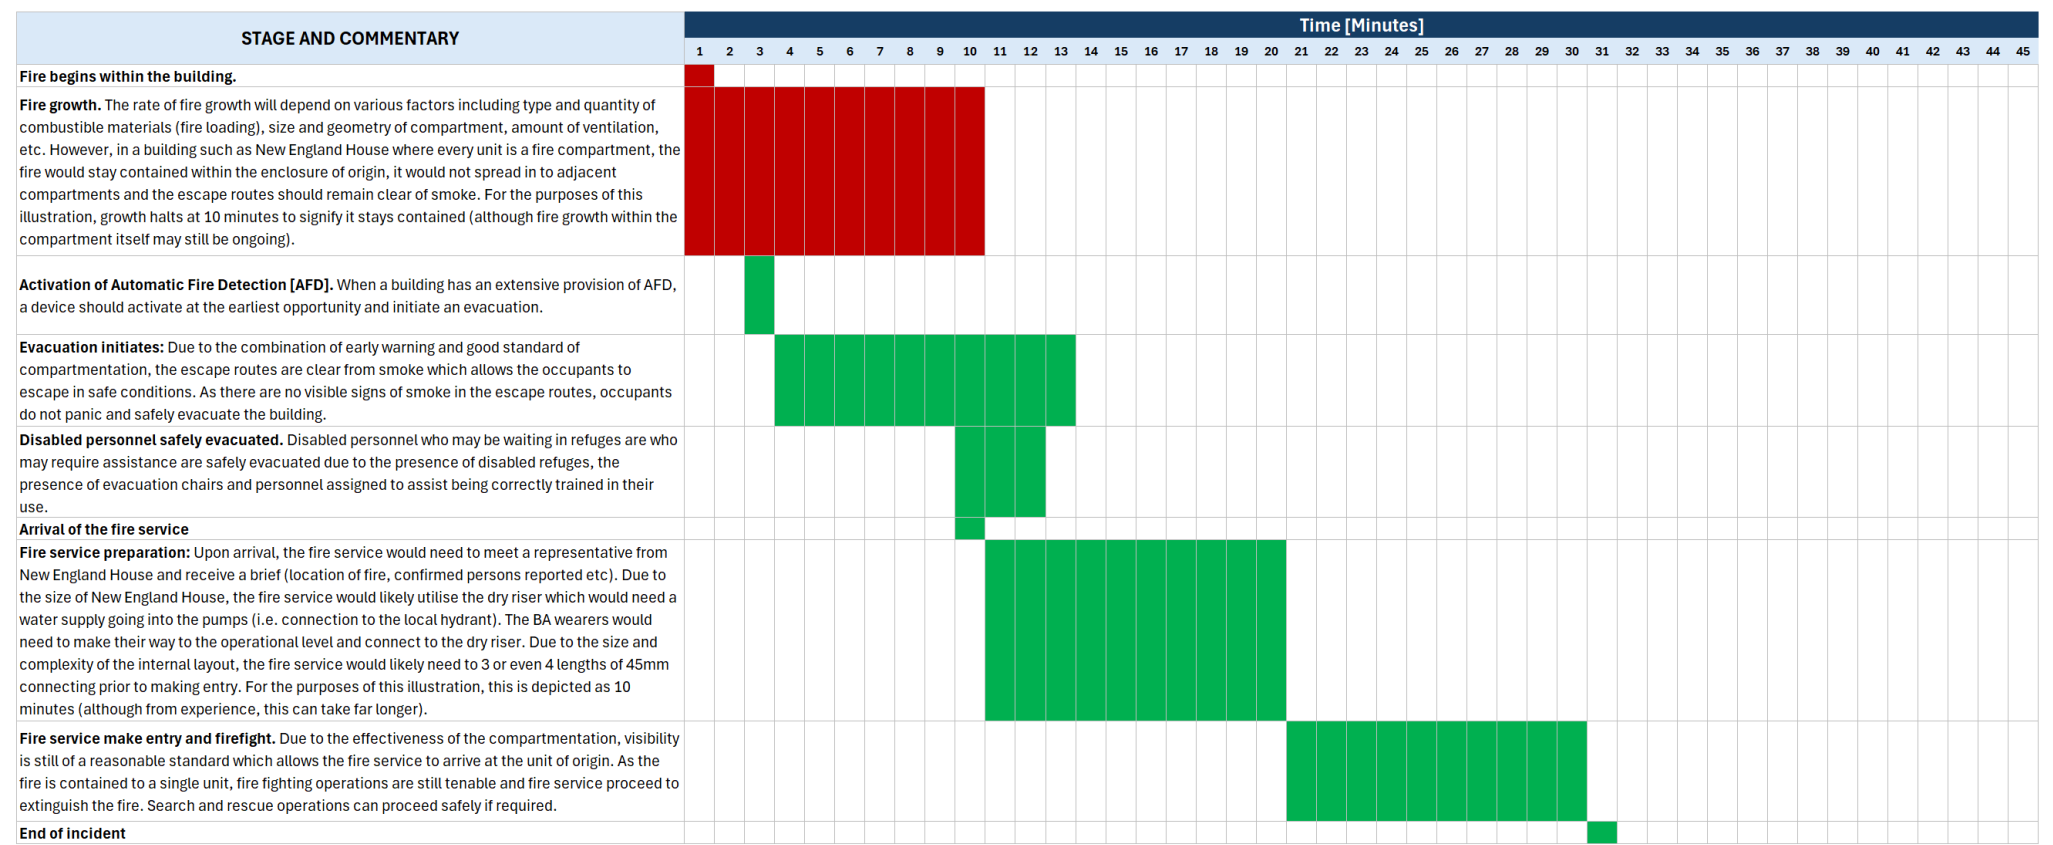 STAGE AND COMMENTARY
Time [Minutes]
1 2 3 4 5 6 7 8 9 10 11 12 13 14 15 16 17 18 19 20 21 22 23 24 25 26 27 28 29 30 31 32 33 34 35 36 37 38 39 40 41 42 43 44 45
Fire begins within the building.
Fire growth. The rate of fire growth will depend on various factors including type and quantity of
combustible materials (fire loading), size and geometry of compartment, amount of ventilation,
etc. However, in a building such as New England House where every unit is a fire compartment, the
fire would stay contained within the enclosure of origin, it would not spread in to adjacent
compartments and the escape routes should remain clear of smoke. For the purposes of this
illustration, growth halts at 10 minutes to signify it stays contained (although fire growth within the
compartment itself may still be ongoing).
Activation of Automatic Fire Detection [AFD]. When a building has an extensive provision of AFD,
a device should activate at the earliest opportunity and initiate an evacuation.
Evacuation initiates: Due to the combination of early warning and good standard of
compartmentation, the escape routes are clear from smoke which allows the occupants to
escape in safe conditions. As there are no visible signs of smoke in the escape routes, occupants
do not panic and safely evacuate the building.
Disabled personnel safely evacuated. Disabled personnel who may be waiting in refuges are who
may require assistance are safely evacuated due to the presence of disabled refuges, the
presence of evacuation chairs and personnel assigned to assist being correctly trained in their
use.
Arrival of the fire service
Fire service preparation: Upon arrival, the fire service would need to meet a representative from
New England House and receive a brief (location of fire, confirmed persons reported etc). Due to
the size of New England House, the fire service would likely utilise the dry riser which would need a
water supply going into the pumps (i.e. connection to the local hydrant). The BA wearers would
need to make their way to the operational level and connect to the dry riser. Due to the size and
complexity of the internal layout, the fire service would likely need to 3 or even 4 lengths of 45mm
connecting prior to making entry. For the purposes of this illustration, this is depicted as 10
minutes (although from experience, this can take far longer).
Fire service make entry and firefight. Due to the effectiveness of the compartmentation, visibility
is still of a reasonable standard which allows the fire service to arrive at the unit of origin. As the
fire is contained to a single unit, fire fighting operations are still tenable and fire service proceed to
extinguish the fire. Search and rescue operations can proceed safely if required.
End of incident